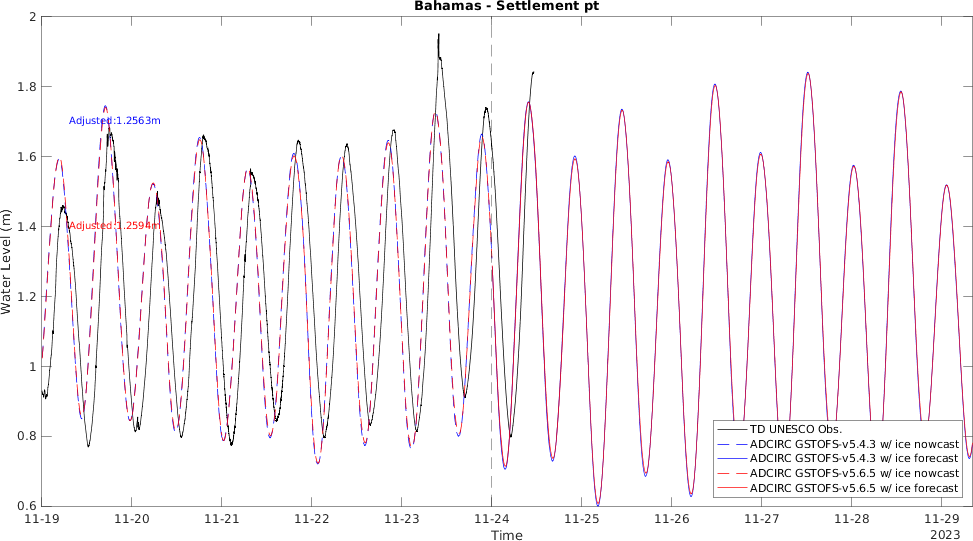 Bahamas - Settlement pt
2
1.8
1.6
1.4
1.2
1
0.8
0.6
Water Level (m)
Adjusted:1.2563m
Adjusted:1.2594m
TD UNESCO Obs.
ADCIRC GSTOFS-v5.4.3 w/ ice nowcast
ADCIRC GSTOFS-v5.4.3 w/ ice forecast
ADCIRC GSTOFS-v5.6.5 w/ ice nowcast
ADCIRC GSTOFS-v5.6.5 w/ ice forecast
11-19 11-20 11-21 11-22 11-23 11-24 11-25 11-26 11-27 11-28 11-29
2023
Time